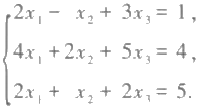 2x₁ − x₂ + 3x₃ = 1,
4x₁ + 2x₂ + 5x₃ = 4,
2x₁ + x₂ + 2x₃ = 5.